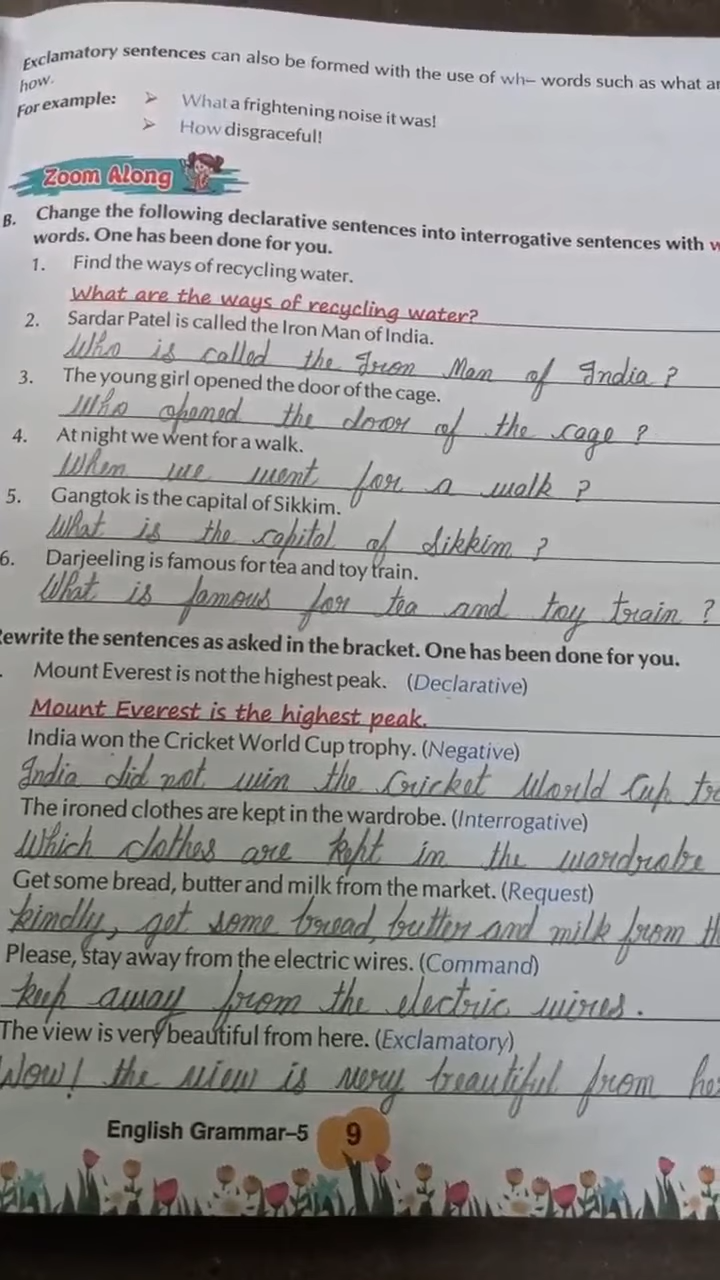 Exclamatory sentences can also be formed with the use of wh– words such as what
how.
For example: ➢ What a frightening noise it was!
➢ How disgraceful!
Zoom Along
B. Change the following declarative sentences into interrogative sentences with
words. One has been done for you.
1. Find the ways of recycling water.
What are the ways of recycling water?
2. Sardar Patel is called the Iron Man of India.
Who is called the Iron Man of India ?
3. The young girl opened the door of the cage.
Who opened the door of the cage ?
4. At night we went for a walk.
When we went for a walk ?
5. Gangtok is the capital of Sikkim.
What is the capital of Sikkim ?
6. Darjeeling is famous for tea and toy train.
What is famous for tea and toy train ?
Rewrite the sentences as asked in the bracket. One has been done for you.
Mount Everest is not the highest peak. (Declarative)
Mount Everest is the highest peak.
India won the Cricket World Cup trophy. (Negative)
India did not win the Cricket World Cup
The ironed clothes are kept in the wardrobe. (Interrogative)
Which clothes are kept in the wardrobe
Get some bread, butter and milk from the market. (Request)
kindly, get some bread, butter and milk from
Please, stay away from the electric wires. (Command)
keep away from the electric wires.
The view is very beautiful from here. (Exclamatory)
Wow! the view is very beautiful from
English Grammar–5 9